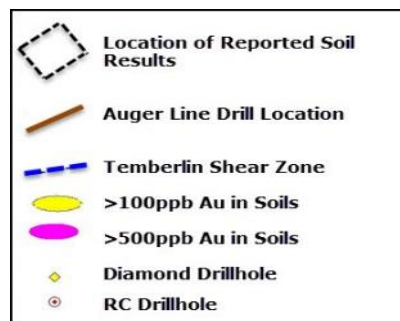 Location of Reported Soil
Results
Auger Line Drill Location
Temberlin Shear Zone
>100ppb Au in Soils
>500ppb Au in Soils
Diamond Drillhole
RC Drillhole